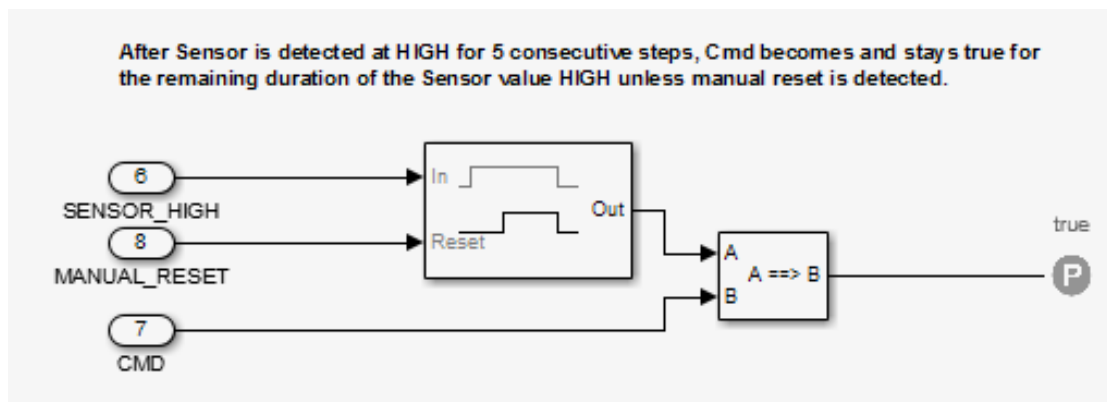 After Sensor is detected at HIGH for 5 consecutive steps, Cmd becomes and stays true for
the remaining duration of the Sensor value HIGH unless manual reset is detected.
6
SENSOR_HIGH
8
MANUAL_RESET
7
CMD
In
Reset
Out
A
B
A ==> B
true
P